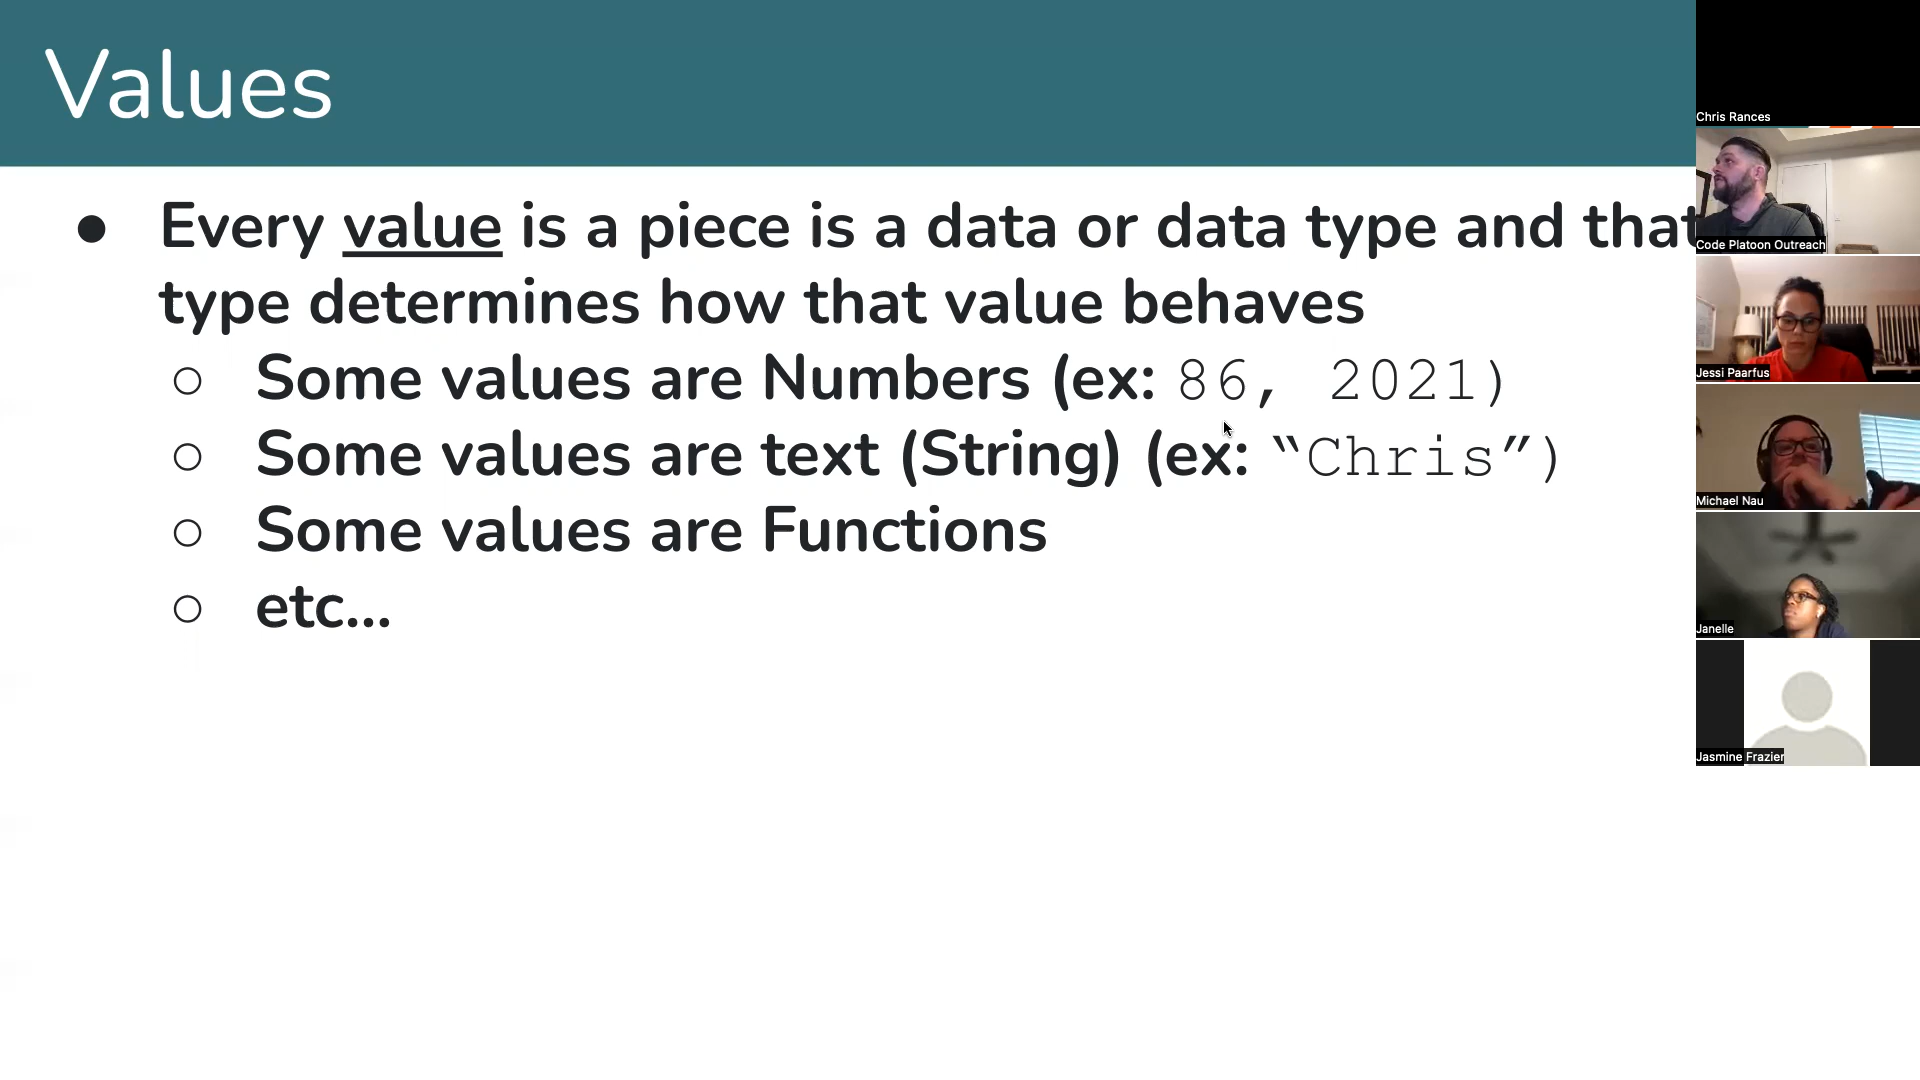 Values
● Every value is a piece is a data or data type and that
type determines how that value behaves
○ Some values are Numbers (ex: 86, 2021)
○ Some values are text (String) (ex: “Chris”)
○ Some values are Functions
○ etc...
Chris Rances
Code Platoon Outreach
Jessi Paarfus
Michael Nau
Janelle
Jasmine Frazier